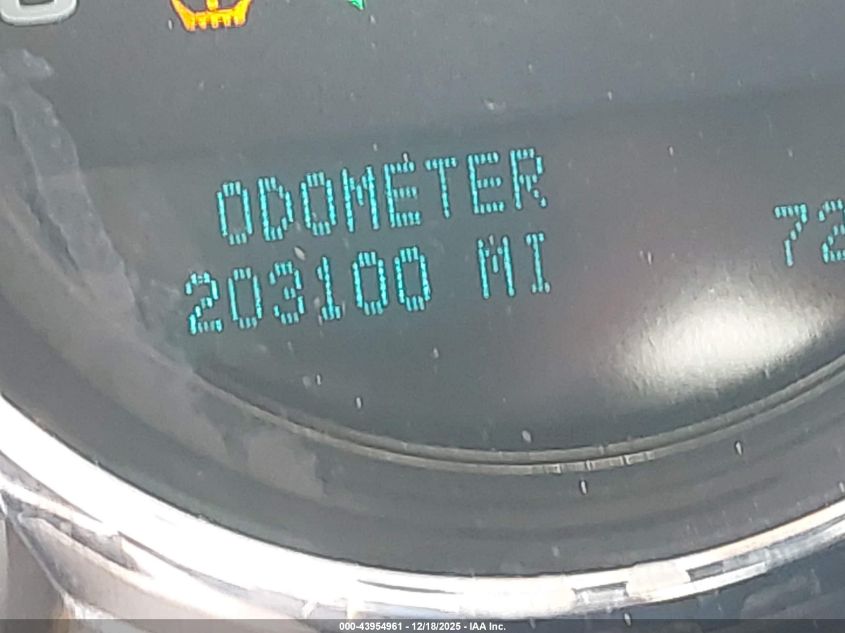 ODOMETER
203100 MI
72
000-43954961 - 12/18/2025 - IAA Inc.